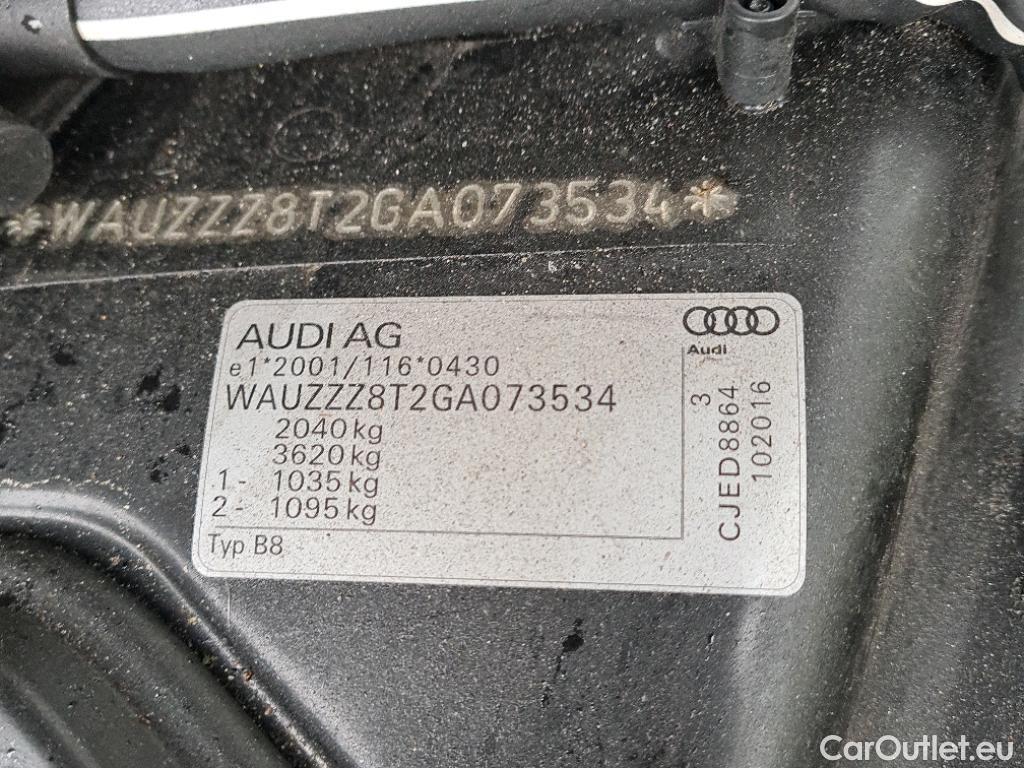 *WAUZZZ8T2GA073534*
AUDI AG
Audi
e1*2001/116*0430
WAUZZZ8T2GA073534
2040 kg
3620 kg
1 - 1035 kg
2 - 1095 kg
Typ B8
3
CJED8864
102016
CarOutlet.eu